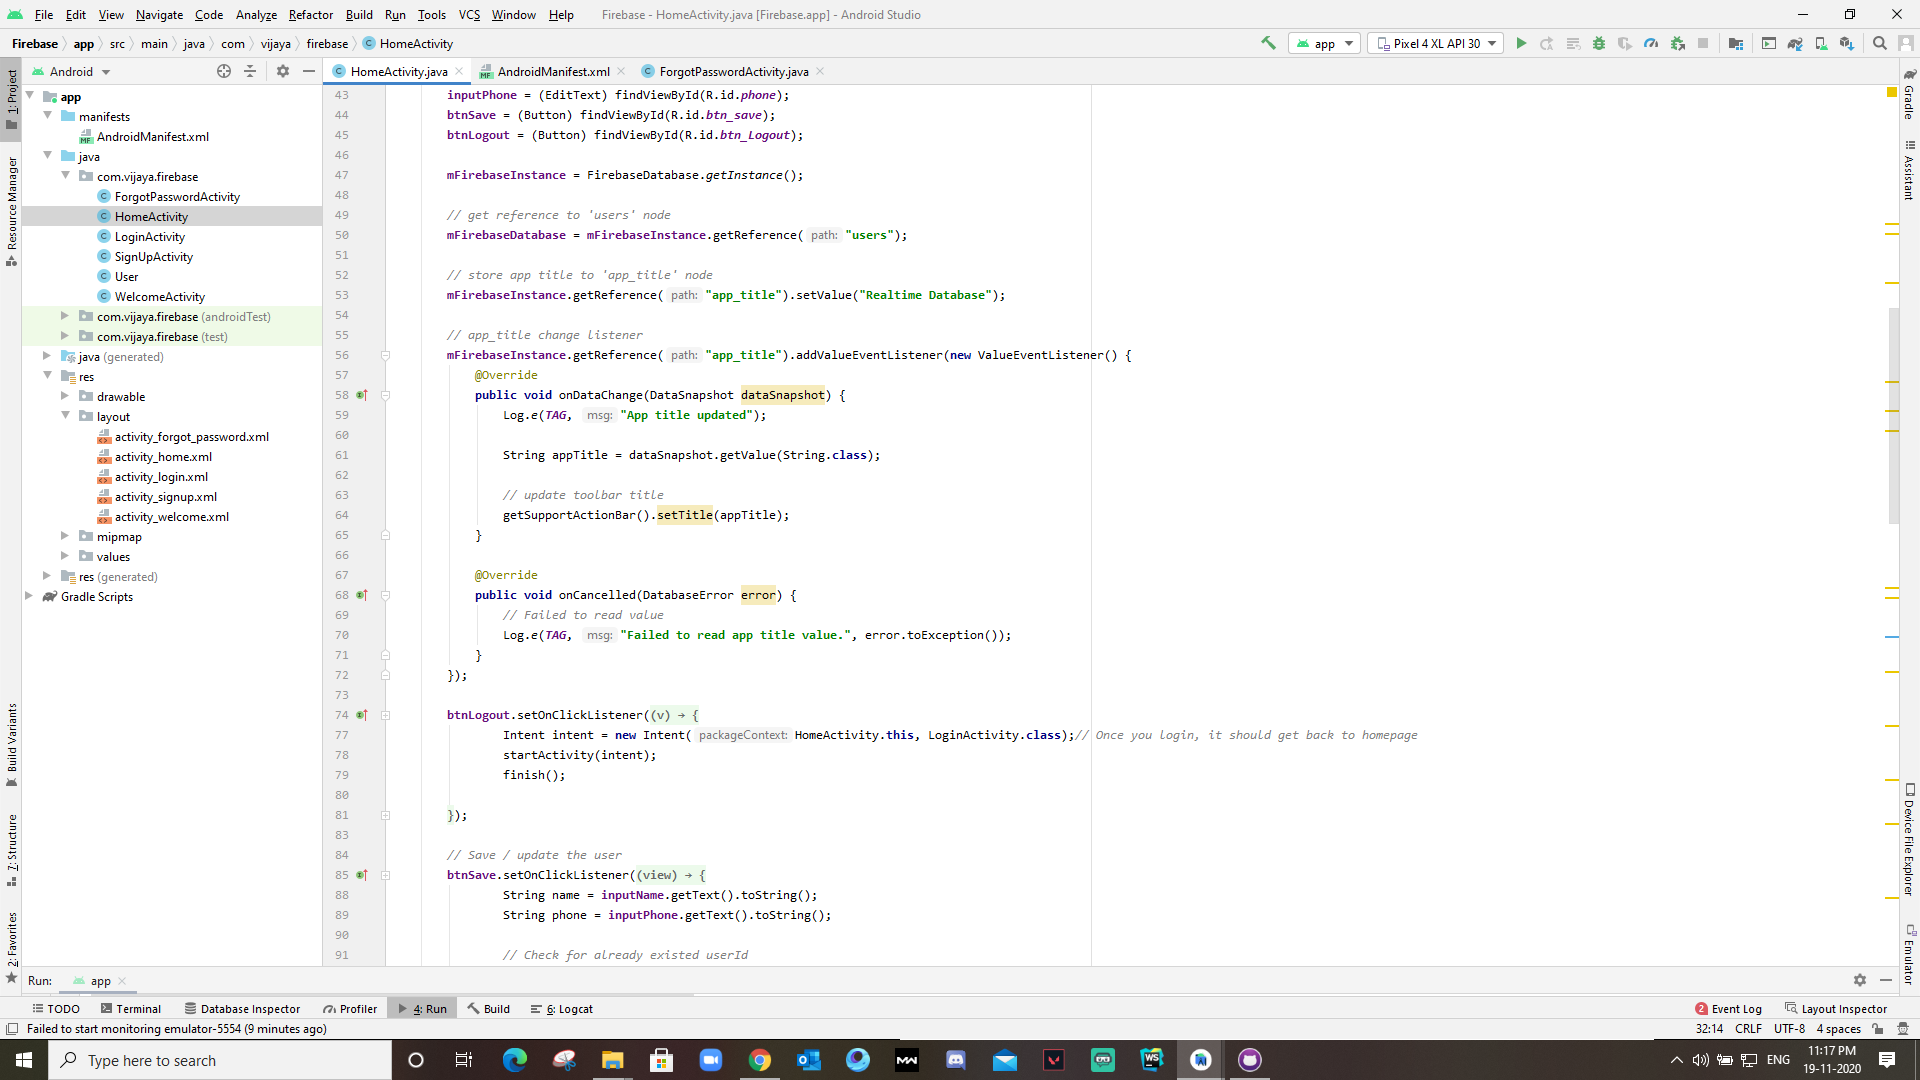 File Edit View Navigate Code Analyze Refactor Build Run Tools VCS Window Help Firebase - HomeActivity.java [Firebase.app] - Android Studio
Firebase app src main java com vijaya firebase HomeActivity app Pixel 4 XL API 30
Android HomeActivity.java AndroidManifest.xml ForgotPasswordActivity.java
1: Project
Resource Manager
Build Variants
7: Structure
2: Favorites
app
manifests
AndroidManifest.xml
java
com.vijaya.firebase
ForgotPasswordActivity
HomeActivity
LoginActivity
SignUpActivity
User
WelcomeActivity
com.vijaya.firebase (androidTest)
com.vijaya.firebase (test)
java (generated)
res
drawable
layout
activity_forgot_password.xml
activity_home.xml
activity_login.xml
activity_signup.xml
activity_welcome.xml
mipmap
values
res (generated)
Gradle Scripts
43 inputPhone = (EditText) findViewById(R.id.phone);
44 btnSave = (Button) findViewById(R.id.btn_save);
45 btnLogout = (Button) findViewById(R.id.btn_Logout);
46
47 mFirebaseInstance = FirebaseDatabase.getInstance();
48
49 // get reference to 'users' node
50 mFirebaseDatabase = mFirebaseInstance.getReference( path: "users");
51
52 // store app title to 'app_title' node
53 mFirebaseInstance.getReference( path: "app_title").setValue("Realtime Database");
54
55 // app_title change listener
56 mFirebaseInstance.getReference( path: "app_title").addValueEventListener(new ValueEventListener() {
57 @Override
58 public void onDataChange(DataSnapshot dataSnapshot) {
59 Log.e(TAG, msg: "App title updated");
60
61 String appTitle = dataSnapshot.getValue(String.class);
62
63 // update toolbar title
64 getSupportActionBar().setTitle(appTitle);
65 }
66
67 @Override
68 public void onCancelled(DatabaseError error) {
69 // Failed to read value
70 Log.e(TAG, msg: "Failed to read app title value.", error.toException());
71 }
72 });
73
74 btnLogout.setOnClickListener((v) → {
77 Intent intent = new Intent( packageContext: HomeActivity.this, LoginActivity.class);// Once you login, it should get back to homepage
78 startActivity(intent);
79 finish();
80
81 });
83
84 // Save / update the user
85 btnSave.setOnClickListener((view) → {
88 String name = inputName.getText().toString();
89 String phone = inputPhone.getText().toString();
90
91 // Check for already existed userId
Gradle
Assistant
Device File Explorer
Emulator
Run: app
TODO Terminal Database Inspector Profiler 4: Run Build 6: Logcat 2 Event Log Layout Inspector
Failed to start monitoring emulator-5554 (9 minutes ago) 32:14 CRLF UTF-8 4 spaces
Type here to search MW WS ENG 11:17 PM
19-11-2020